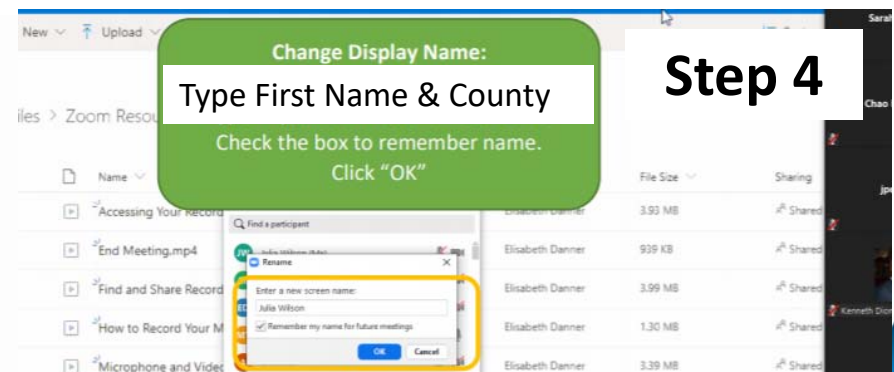 New Upload
Change Display Name:
Type First Name & County
Check the box to remember name.
Click "OK"
Step 4
Sarah
Chao
> Zoom
Name
File Size
Sharing
Accessing Your Record
Elisabeth Danner
3.93 MB
Shared
Find a participant
End Meeting.mp4
JW
Elisabeth Danner
939 KB
Shared
Rename
Find and Share Record
Enter a new screen name:
Elisabeth Danner
3.99 MB
Shared
Julia Wilson
Kenneth
How to Record Your M
Remember my name for future meetings
Elisabeth Danner
1.30 MB
Shared
OK Cancel
Microphone and Video
Elisabeth Danner
3.39 MB
Shared